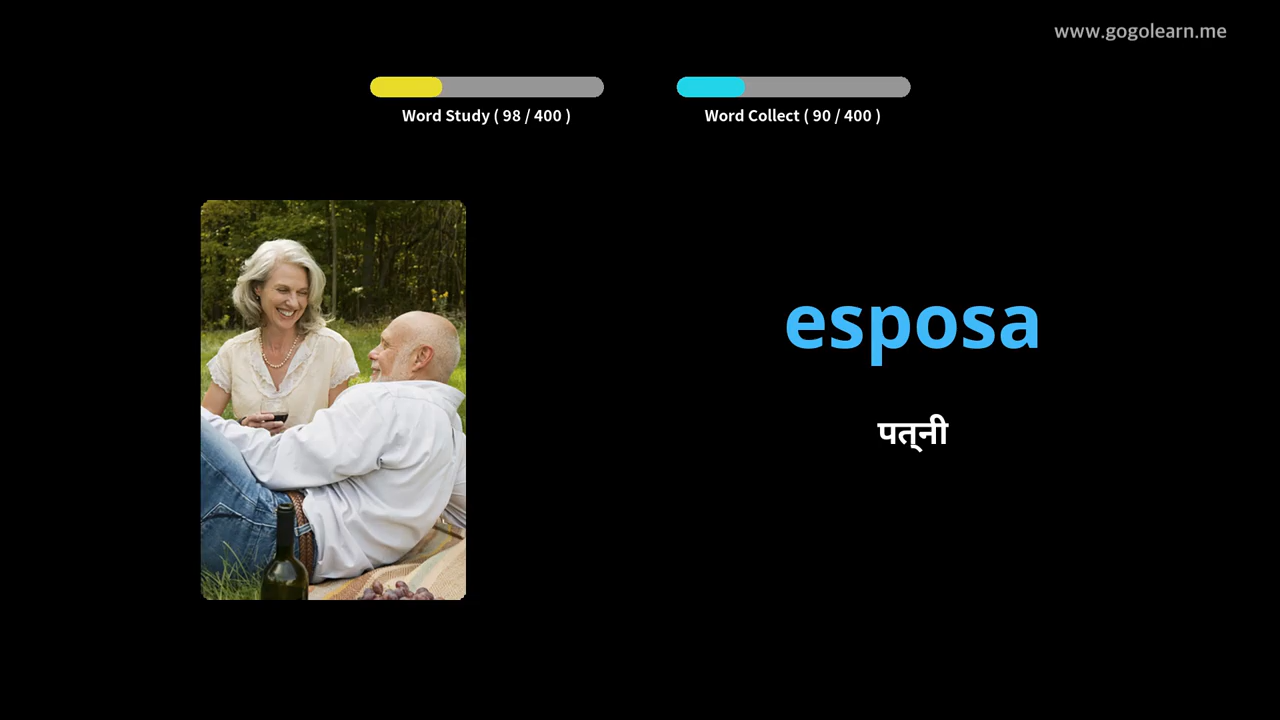 www.gogolearn.me
Word Study ( 98 / 400 )
Word Collect ( 90 / 400 )
esposa
पत्नी